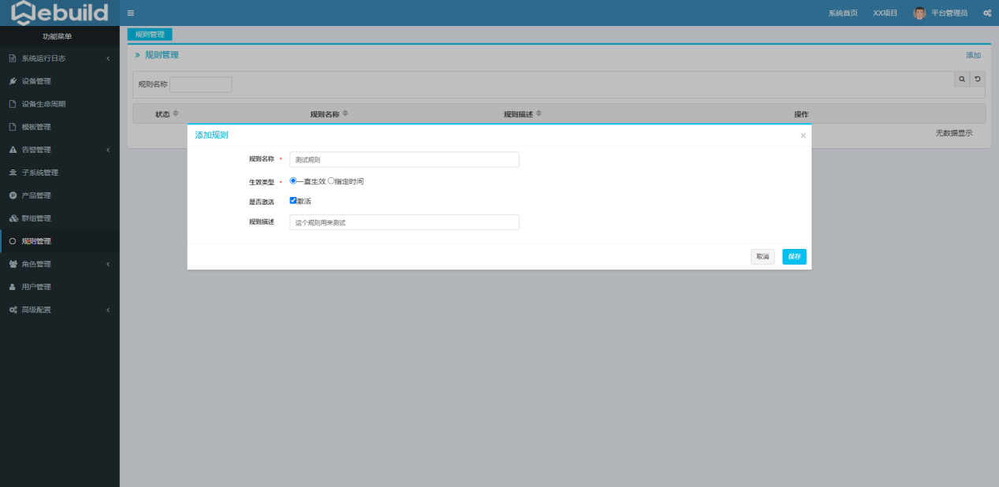 Webuild
系统首页 XX项目 平台管理员
功能菜单
系统运行日志
设备管理
设备生命周期
模板管理
告警管理
子系统管理
产品管理
群组管理
规则管理
角色管理
用户管理
高级配置
规则管理
» 规则管理 添加
规则名称
状态 规则名称 规则描述 操作
无数据显示
添加规则 ×
规则名称 * 测试规则
生效类型 * 一直生效 指定时间
是否激活 激活
规则描述 这个规则用来测试
取消 保存